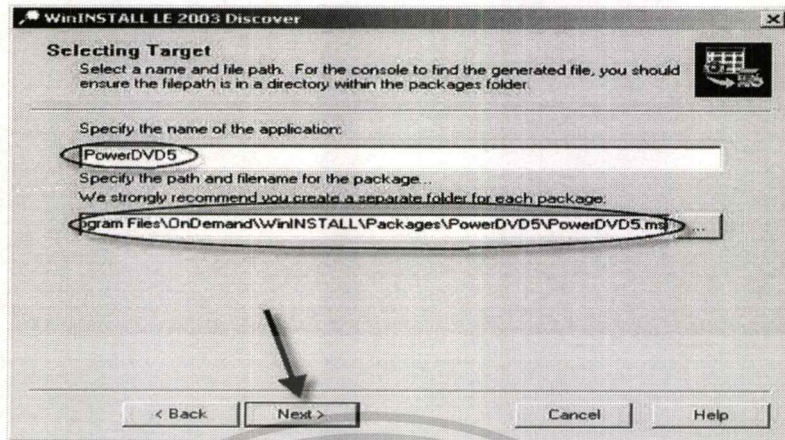 WinINSTALL LE 2003 Discover
Selecting Target
Select a name and file path. For the console to find the generated file, you should
ensure the filepath is in a directory within the packages folder.
Specify the name of the application:
PowerDVD5
Specify the path and filename for the package...
We strongly recommend you create a separate folder for each package:
ogram Files\OnDemand\WinINSTALL\Packages\PowerDVD5\PowerDVD5.ms
...
< Back
Next >
Cancel
Help